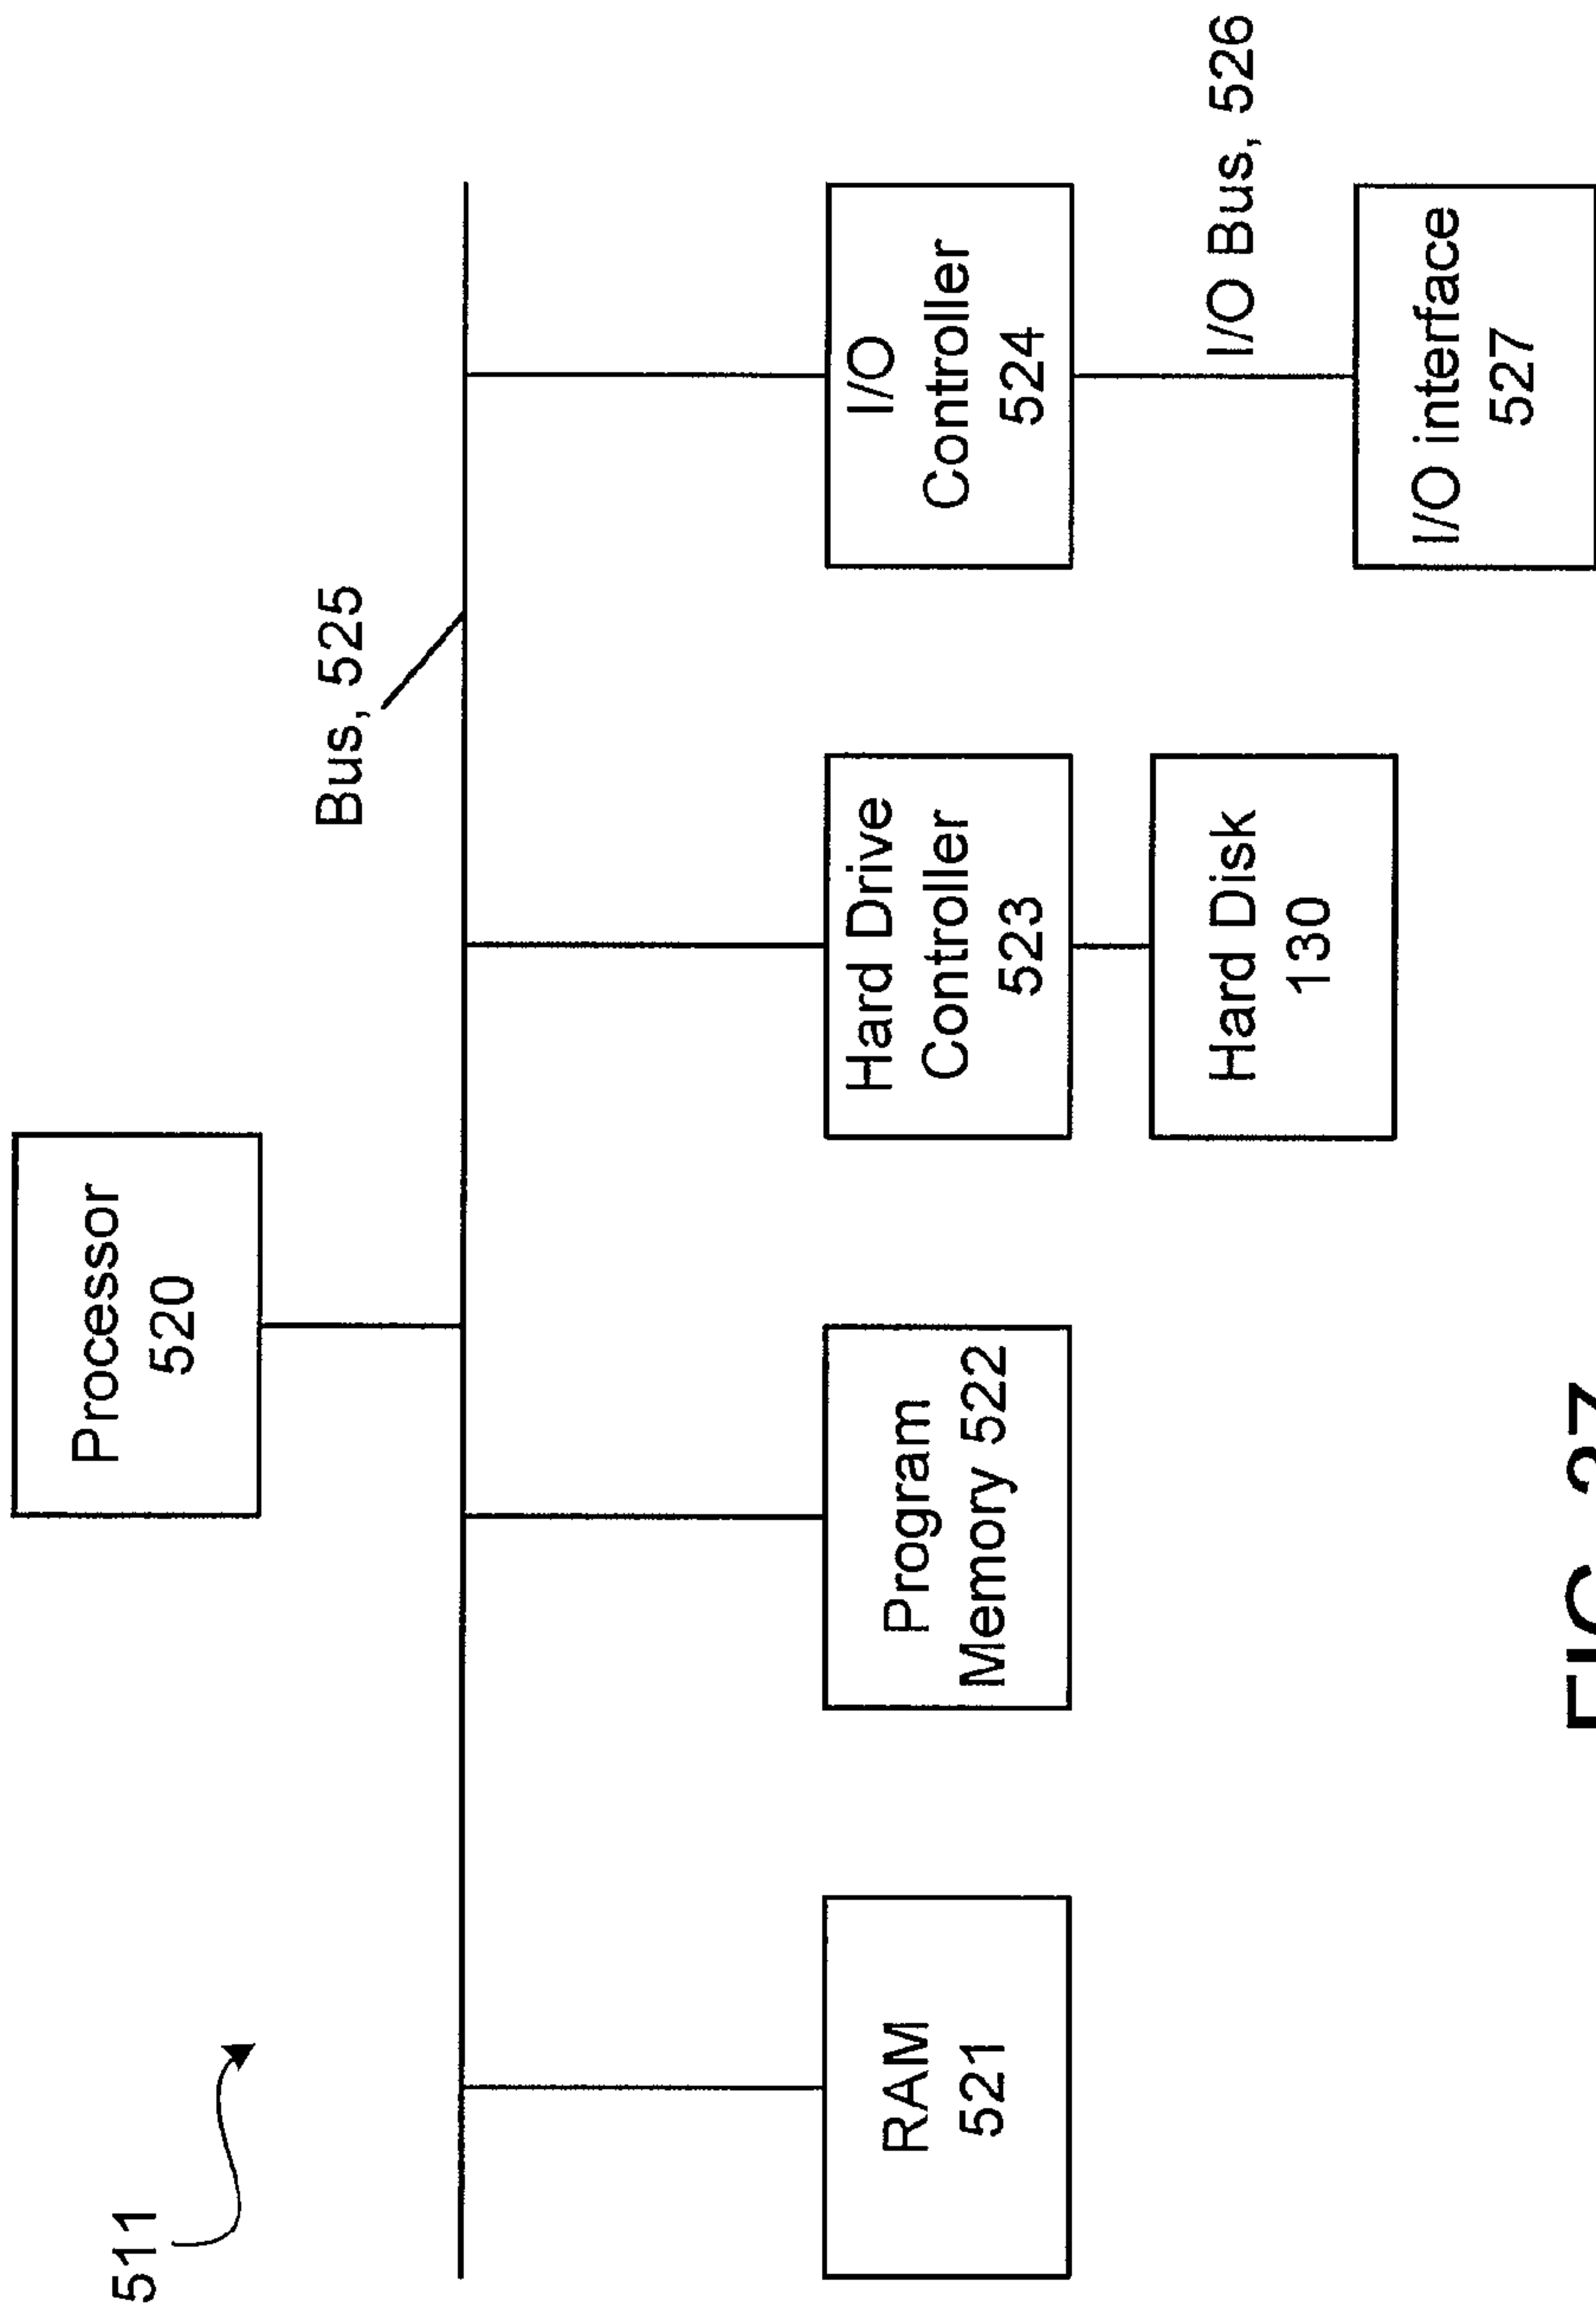 511
Processor
520
Bus, 525
RAM
521
Program
Memory 522
Hard Drive
Controller
523
I/O
Controller
524
Hard Disk
130
I/O Bus, 526
I/O interface
527
FIG